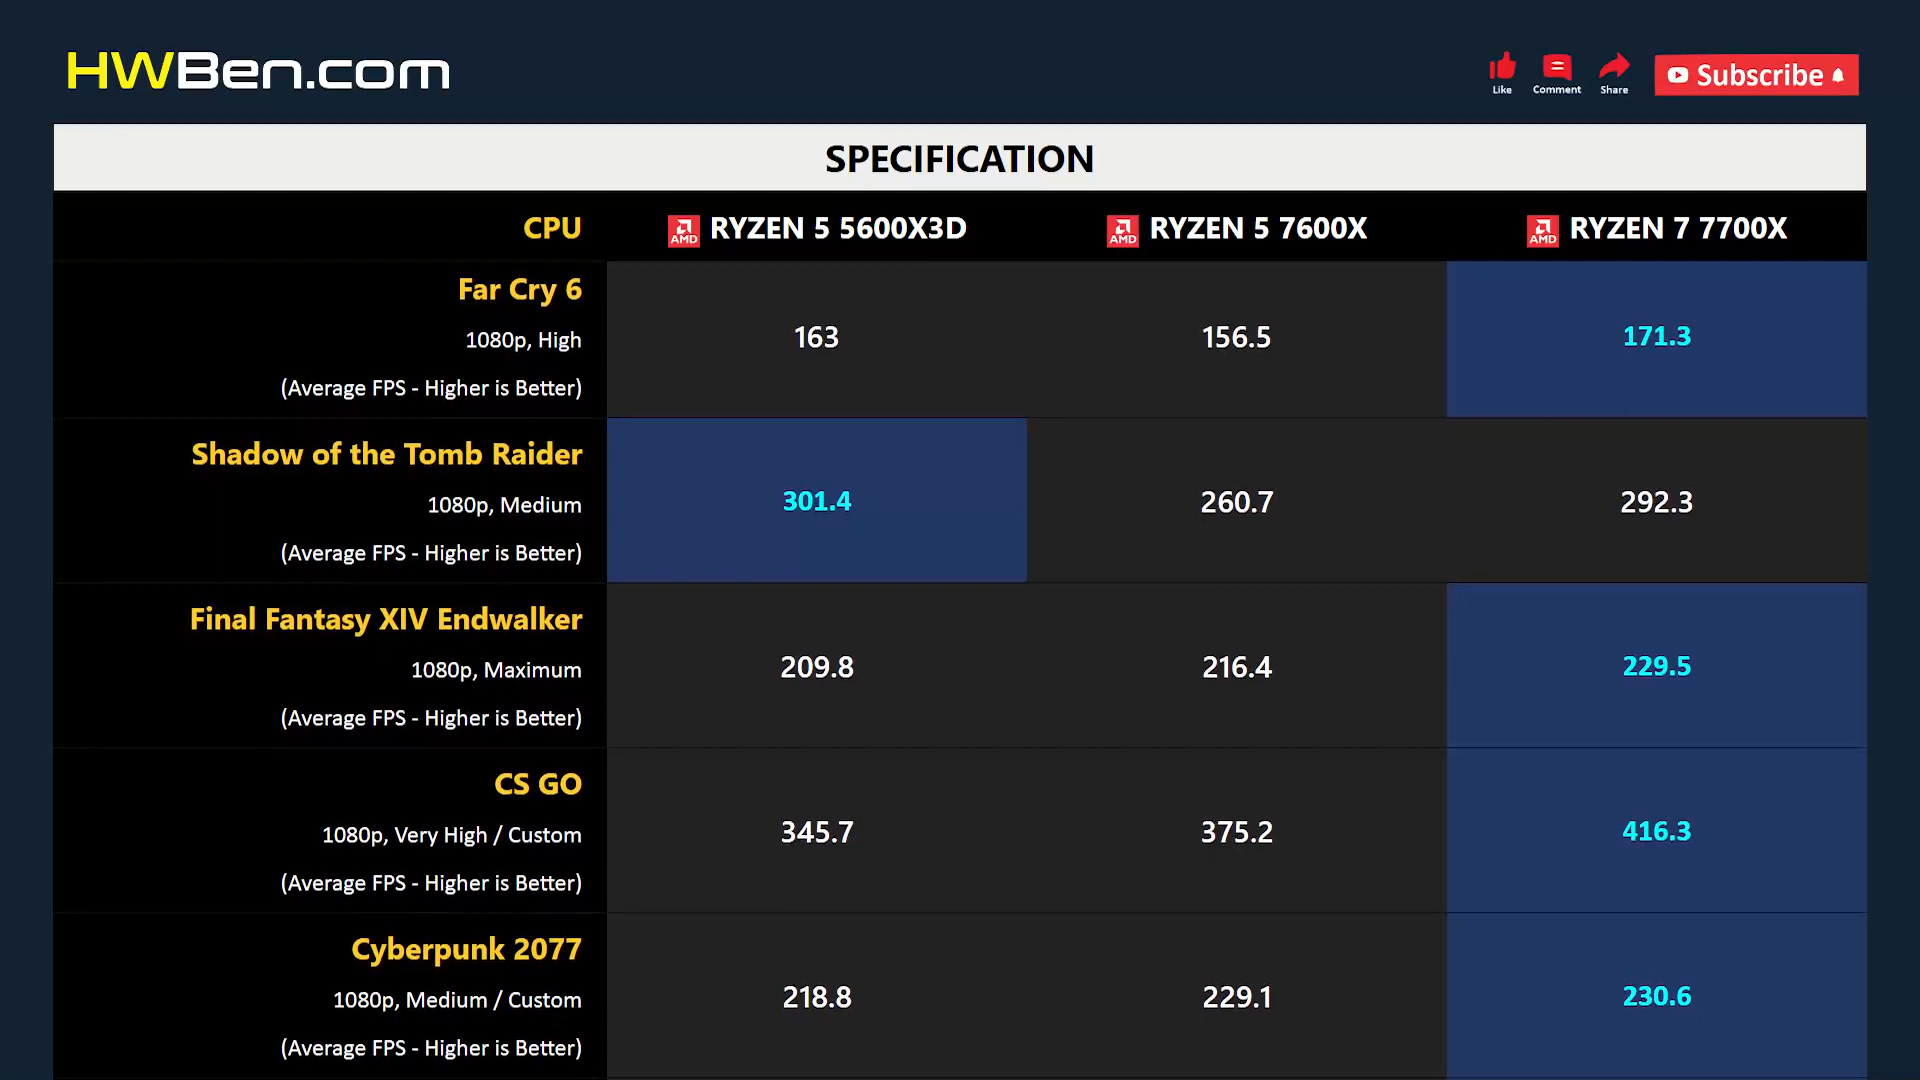 HWBen.com
Like
Comment
Share
Subscribe
SPECIFICATION
CPU
AMD RYZEN 5 5600X3D
AMD RYZEN 5 7600X
AMD RYZEN 7 7700X
Far Cry 6
1080p, High
(Average FPS - Higher is Better)
163
156.5
171.3
Shadow of the Tomb Raider
1080p, Medium
(Average FPS - Higher is Better)
301.4
260.7
292.3
Final Fantasy XIV Endwalker
1080p, Maximum
(Average FPS - Higher is Better)
209.8
216.4
229.5
CS GO
1080p, Very High / Custom
(Average FPS - Higher is Better)
345.7
375.2
416.3
Cyberpunk 2077
1080p, Medium / Custom
(Average FPS - Higher is Better)
218.8
229.1
230.6